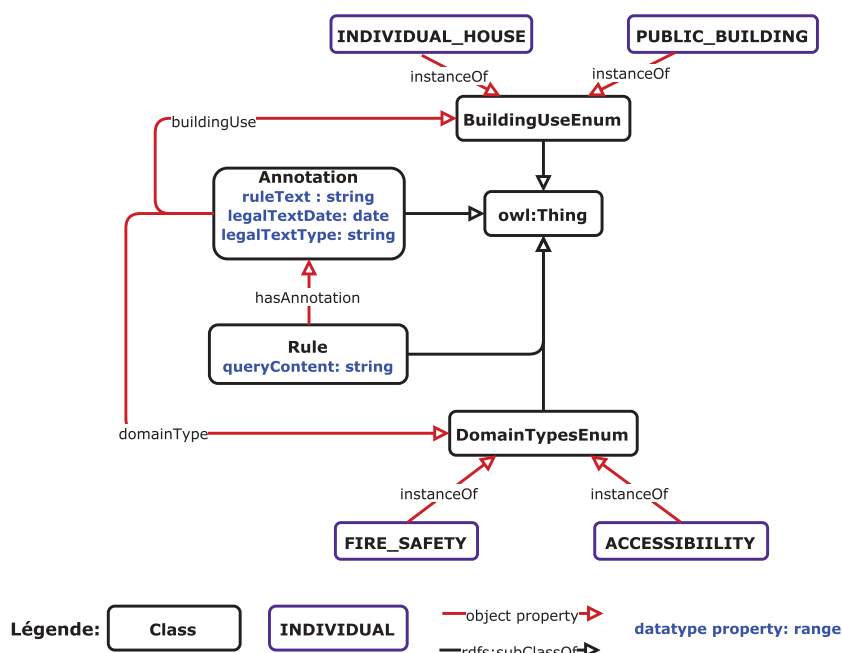 INDIVIDUAL_HOUSE
PUBLIC_BUILDING
instanceOf
instanceOf
buildingUse
BuildingUseEnum
Annotation
ruleText : string
legalTextDate: date
legalTextType: string
owl:Thing
hasAnnotation
Rule
queryContent: string
domainType
DomainTypesEnum
instanceOf
instanceOf
FIRE_SAFETY
ACCESSIBIILITY
Légende:
Class
INDIVIDUAL
object property
datatype property: range
rdfs:subClassOf